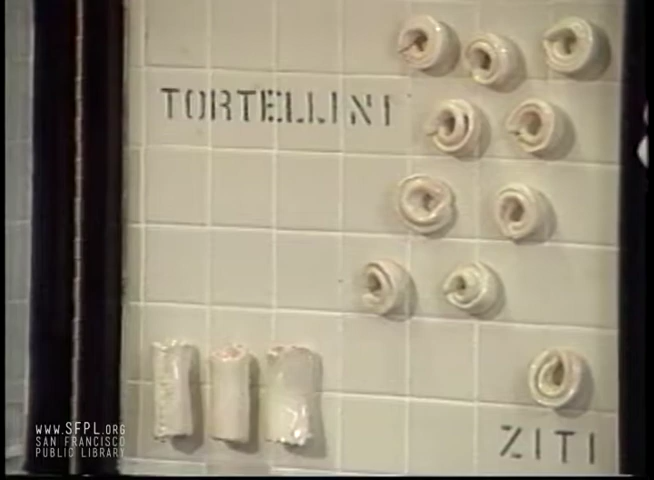 TORTELLINI
ZITI
WWW.SFPL.ORG
SAN FRANCISCO
PUBLIC LIBRARY